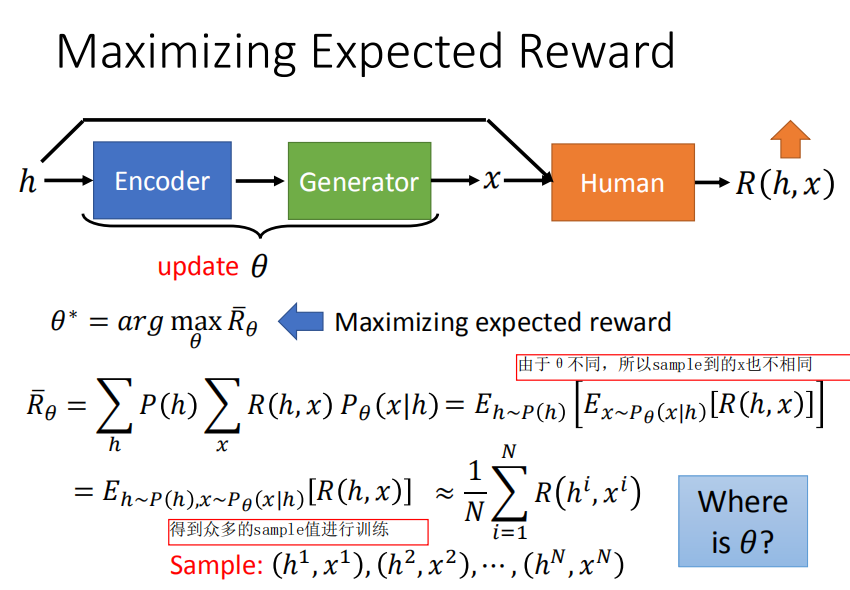 Maximizing Expected Reward
h Encoder Generator x Human R(h, x)
update θ
θ* = arg max_θ R̄_θ Maximizing expected reward
由于θ不同，所以sample到的x也不相同
R̄_θ = ∑_h P(h) ∑_x R(h, x) P_θ(x|h) = E_{h~P(h)} [E_{x~P_θ(x|h)}[R(h, x)]]
= E_{h~P(h),x~P_θ(x|h)}[R(h, x)] ≈ 1/N ∑_{i=1}^{N} R(h^i, x^i)
Where
is θ?
得到众多的sample值进行训练
Sample: (h^1, x^1), (h^2, x^2), ⋯, (h^N, x^N)